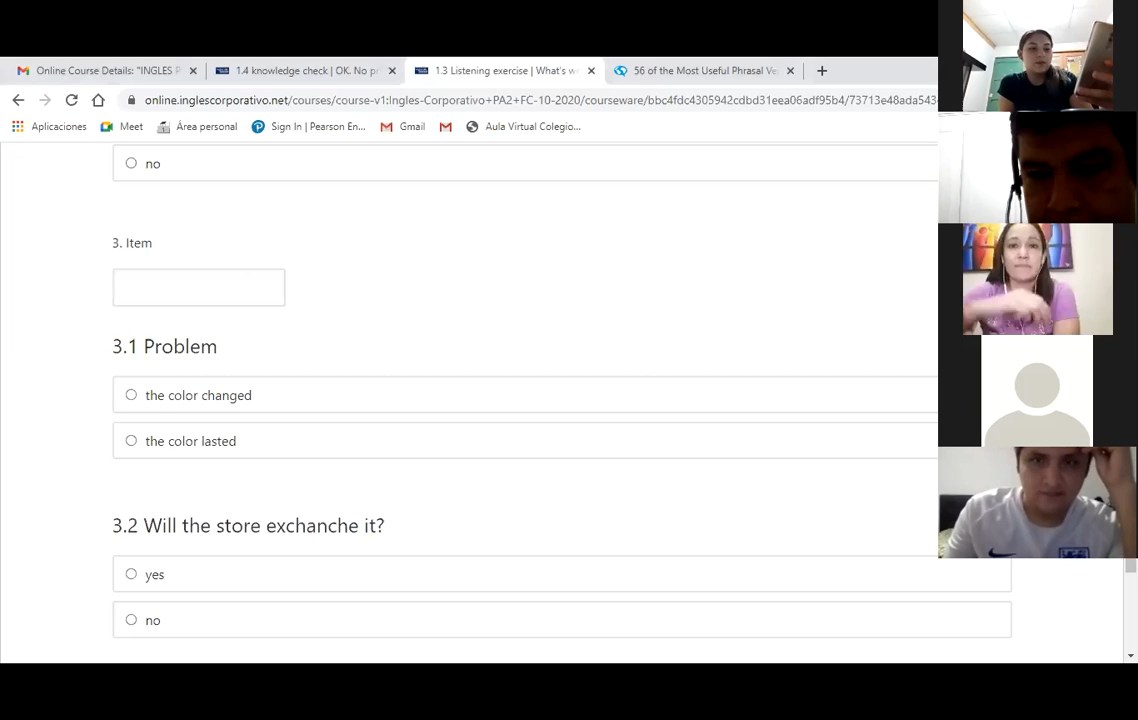 Online Course Details: "INGLES P
1.4 knowledge check | OK. No pr
1.3 Listening exercise | What's w
56 of the Most Useful Phrasal Ve
online.inglescorporativo.net/courses/course-v1:Ingles-Corporativo+PA2+FC-10-2020/courseware/bbc4fdc4305942cdbd31eea06adf95b4/73713e48ada543
Aplicaciones
Meet
Área personal
Sign In | Pearson En...
Gmail
Aula Virtual Colegio...
no
3. Item
3.1 Problem
the color changed
the color lasted
3.2 Will the store exchanche it?
yes
no